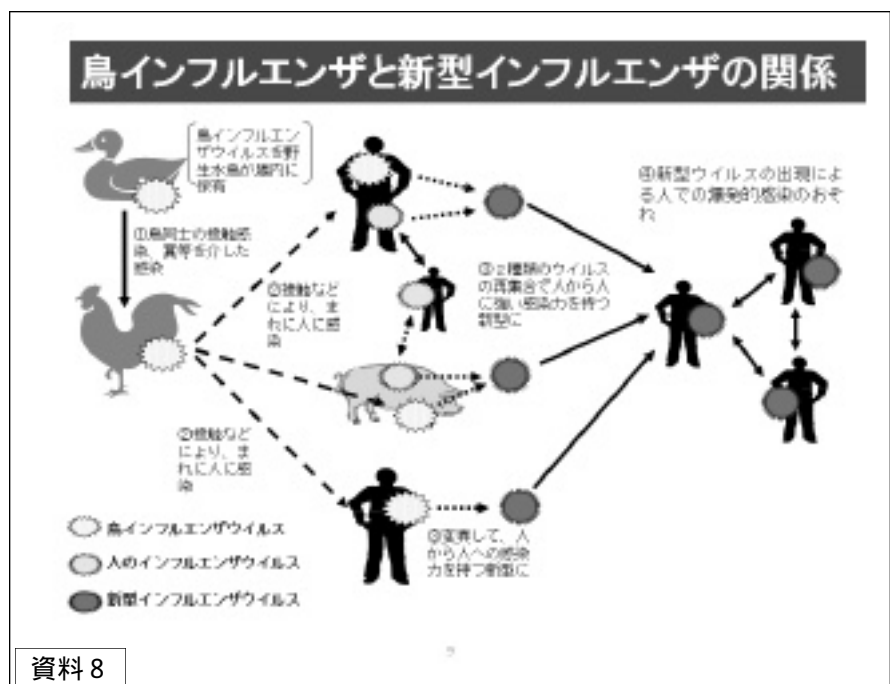 鳥インフルエンザと新型インフルエンザの関係
鳥インフルエン
ザウイルスを野
生水鳥が腸内に
保有
①鳥同士の接触感
染、糞等を介した
感染
②接触など
により、ま
れに人に感
染
③2種類のウイルス
の再集合で人から人
に強い感染力を持つ
新型に
④新型ウイルスの出現によ
る人での爆発的感染のおそ
れ
②接触など
により、ま
れに人に感
染
③変異して、人
から人への感染
力を持つ新型に
鳥インフルエンザウイルス
人のインフルエンザウイルス
新型インフルエンザウイルス
資料8